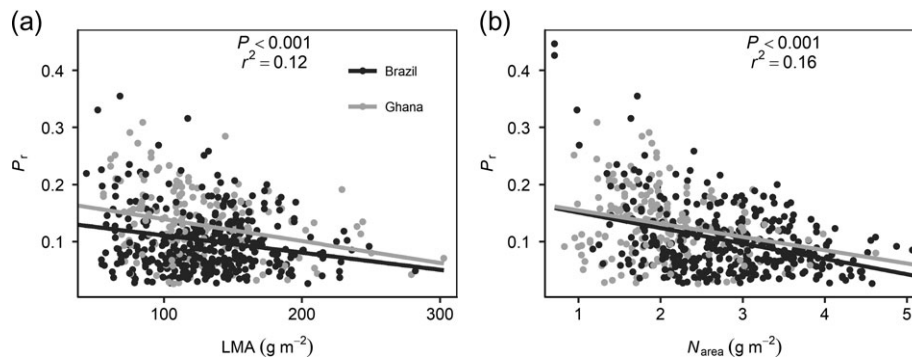 (a)
P < 0.001
r² = 0.12
Brazil
Ghana
0.4
0.3
0.2
0.1
Pr
100
200
300
LMA (g m⁻²)
(b)
P < 0.001
r² = 0.16
0.4
0.3
0.2
0.1
Pr
1
2
3
4
5
Narea (g m⁻²)